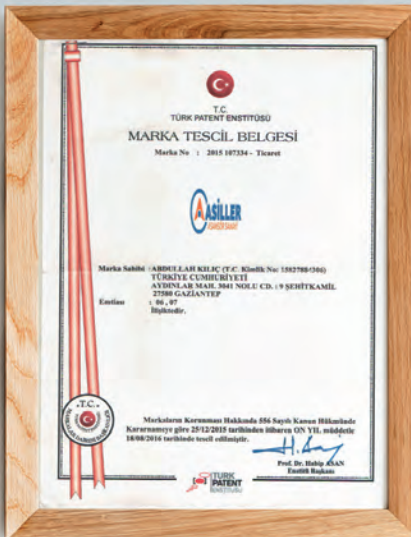 T.C.
TÜRK PATENT ENSTİTÜSÜ
MARKA TESCİL BELGESİ
Marka No : 2015 107334 - Ticaret
ASİLLER
Marka Sahibi : ABDULLAH KILIÇ (T.C. Kimlik No:
TÜRKİYE CUMHURİYETİ
AYDINLAR MAH. 3041 NOLU CD. : 9 ŞEHİTKAMİL
27580 GAZİANTEP
Emtiası : 06 , 07
İlişiktedir.
T.C.
Markaların Korunması Hakkında 556 Sayılı Kanun Hükmünde
Kararnameye göre 25/12/2015 tarihinden itibaren ON YIL müddetle
18/08/2016 tarihinde tescil edilmiştir.
Prof. Dr. Habip ASAN
Enstitü Başkanı
TÜRK
PATENT
ENSTİTÜSÜ